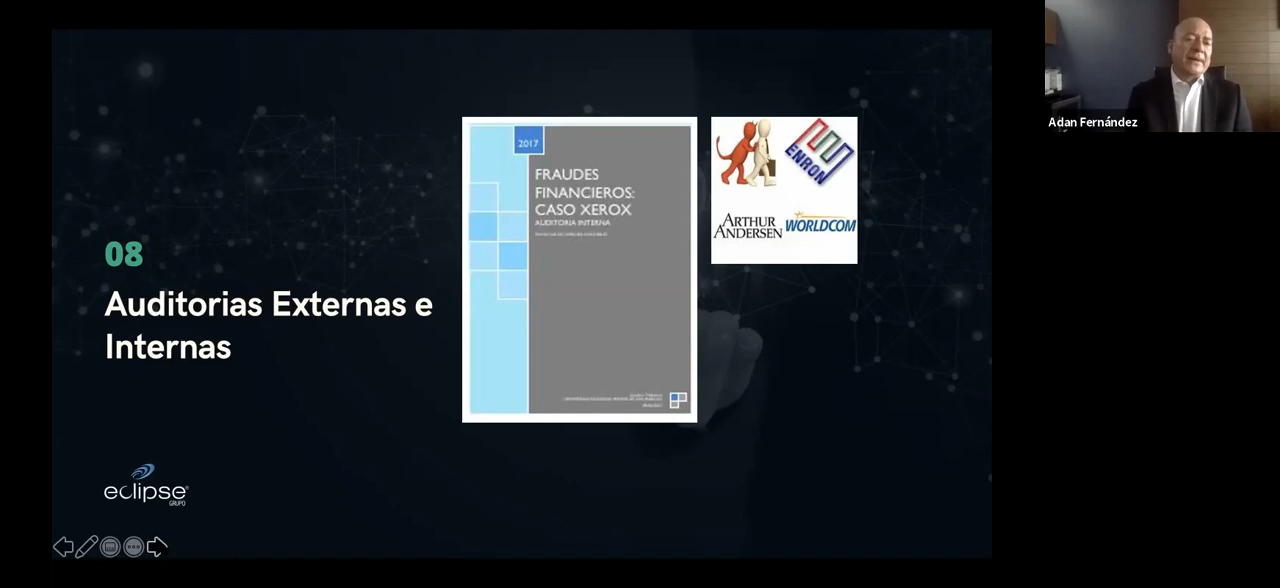 08
Auditorias Externas e
Internas
2017
FRAUDES
FINANCIEROS:
CASO XEROX
AUDITORIA INTERNA
ENRON
ARTHUR
ANDERSEN
WORLDCOM
eclipse
GRUPO
Adan Fernández